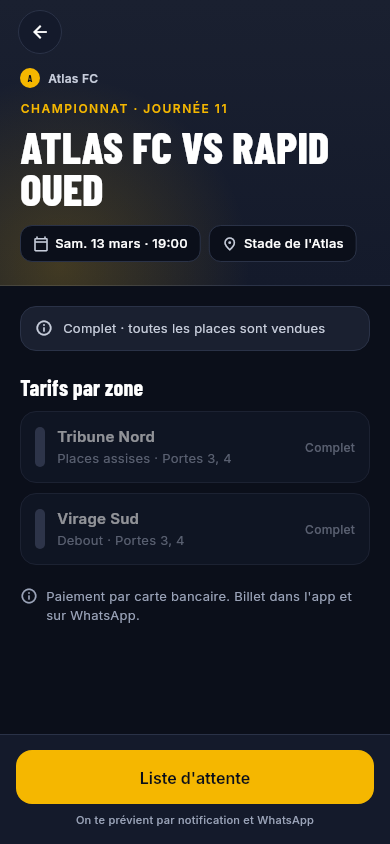 A
Atlas FC
CHAMPIONNAT · JOURNÉE 11
ATLAS FC VS RAPID
OUED
Sam. 13 mars · 19:00
Stade de l'Atlas
Complet · toutes les places sont vendues
Tarifs par zone
Tribune Nord
Places assises · Portes 3, 4
Complet
Virage Sud
Debout · Portes 3, 4
Complet
Paiement par carte bancaire. Billet dans l'app et
sur WhatsApp.
Liste d'attente
On te prévient par notification et WhatsApp